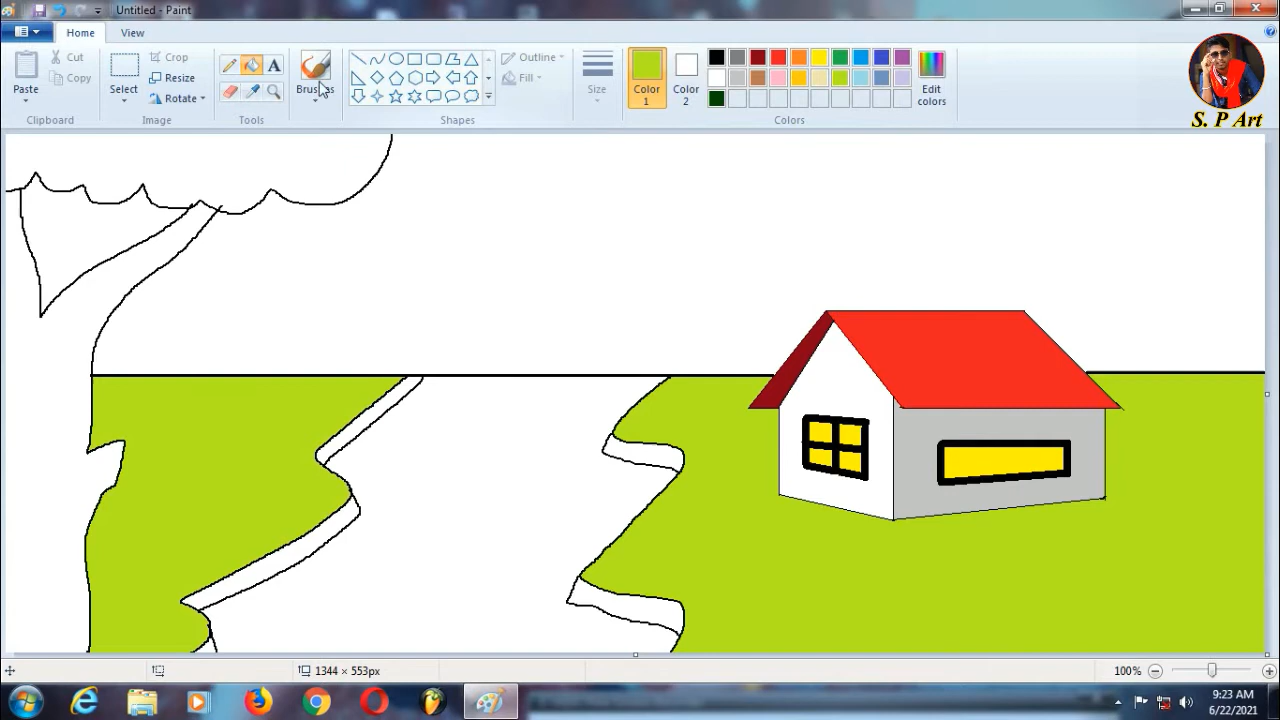 Untitled - Paint
Home View
Paste
Cut
Copy
Clipboard
Select
Crop
Resize
Rotate
Image
A
Tools
Brushes
Outline
Fill
Shapes
Size
Color 1
Color 2
Edit colors
Colors
S. P Art
1344 × 553px
100%
9:23 AM
6/22/2021